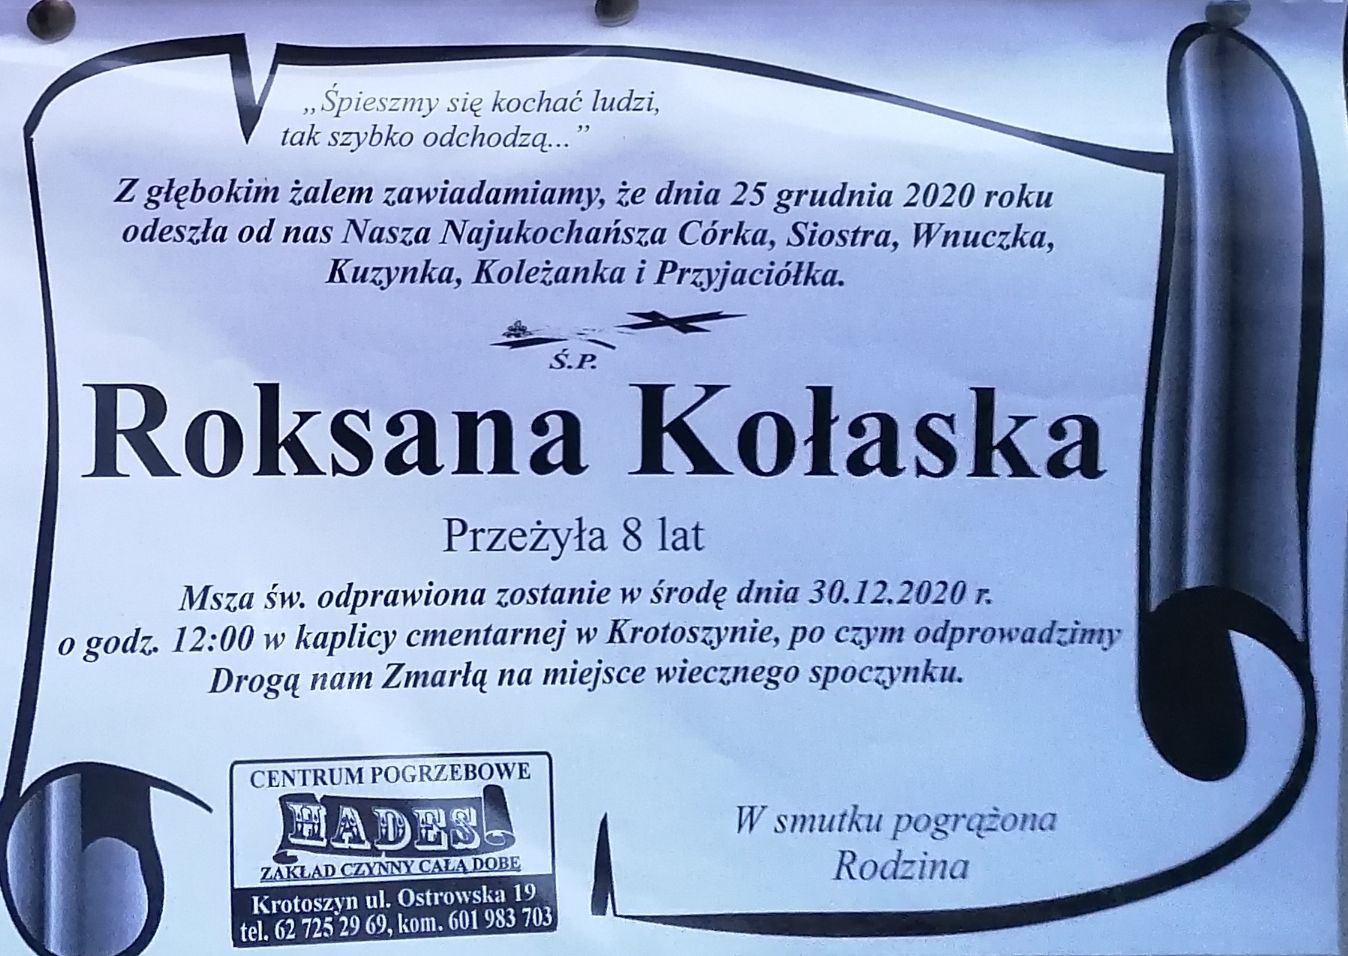 „Śpieszmy się kochać ludzi,
tak szybko odchodzą...”
Z głębokim żalem zawiadamiamy, że dnia 25 grudnia 2020 roku
odeszła od nas Nasza Najukochańsza Córka, Siostra, Wnuczka,
Kuzynka, Koleżanka i Przyjaciółka.
Ś.P.
Roksana Kołaska
Przeżyła 8 lat
Msza św. odprawiona zostanie w środę dnia 30.12.2020 r.
o godz. 12:00 w kaplicy cmentarnej w Krotoszynie, po czym odprowadzimy
Drogą nam Zmarłą na miejsce wiecznego spoczynku.
CENTRUM POGRZEBOWE
HADES
ZAKŁAD CZYNNY CAŁĄ DOBĘ
Krotoszyn ul. Ostrowska 19
tel. 62 725 29 69, kom. 601 983 703
W smutku pogrążona
Rodzina